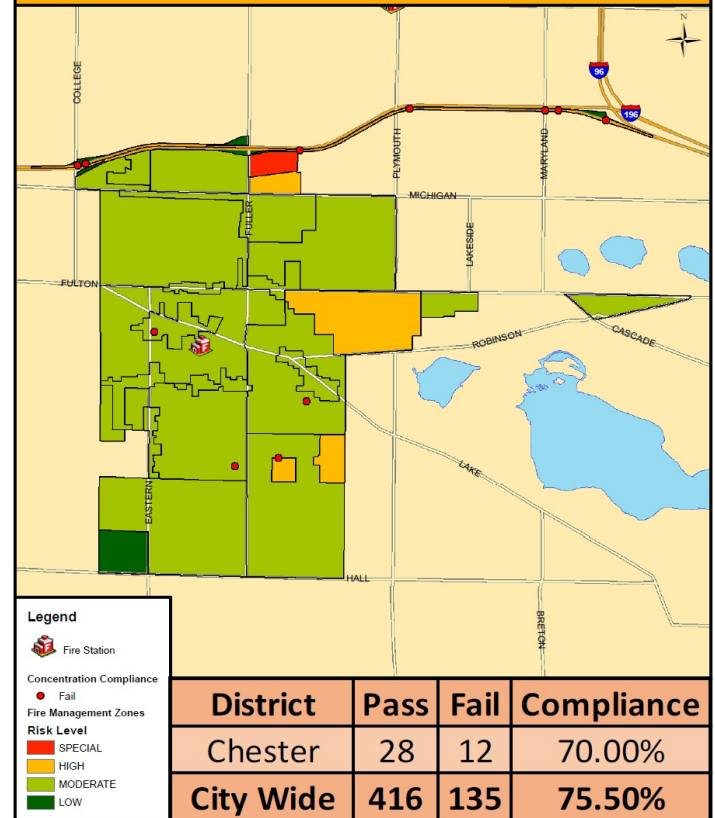 N
COLLEGE
96
196
PLYMOUTH
MARYLAND
MICHIGAN
FULLER
LAKESIDE
FULTON
ROBINSON
CASCADE
LAKE
EASTERN
HALL
BRETON
Legend
Fire Station
Concentration Compliance
Fail
Fire Management Zones
Risk Level
SPECIAL
HIGH
MODERATE
LOW
District Pass Fail Compliance
Chester 28 12 70.00%
City Wide 416 135 75.50%